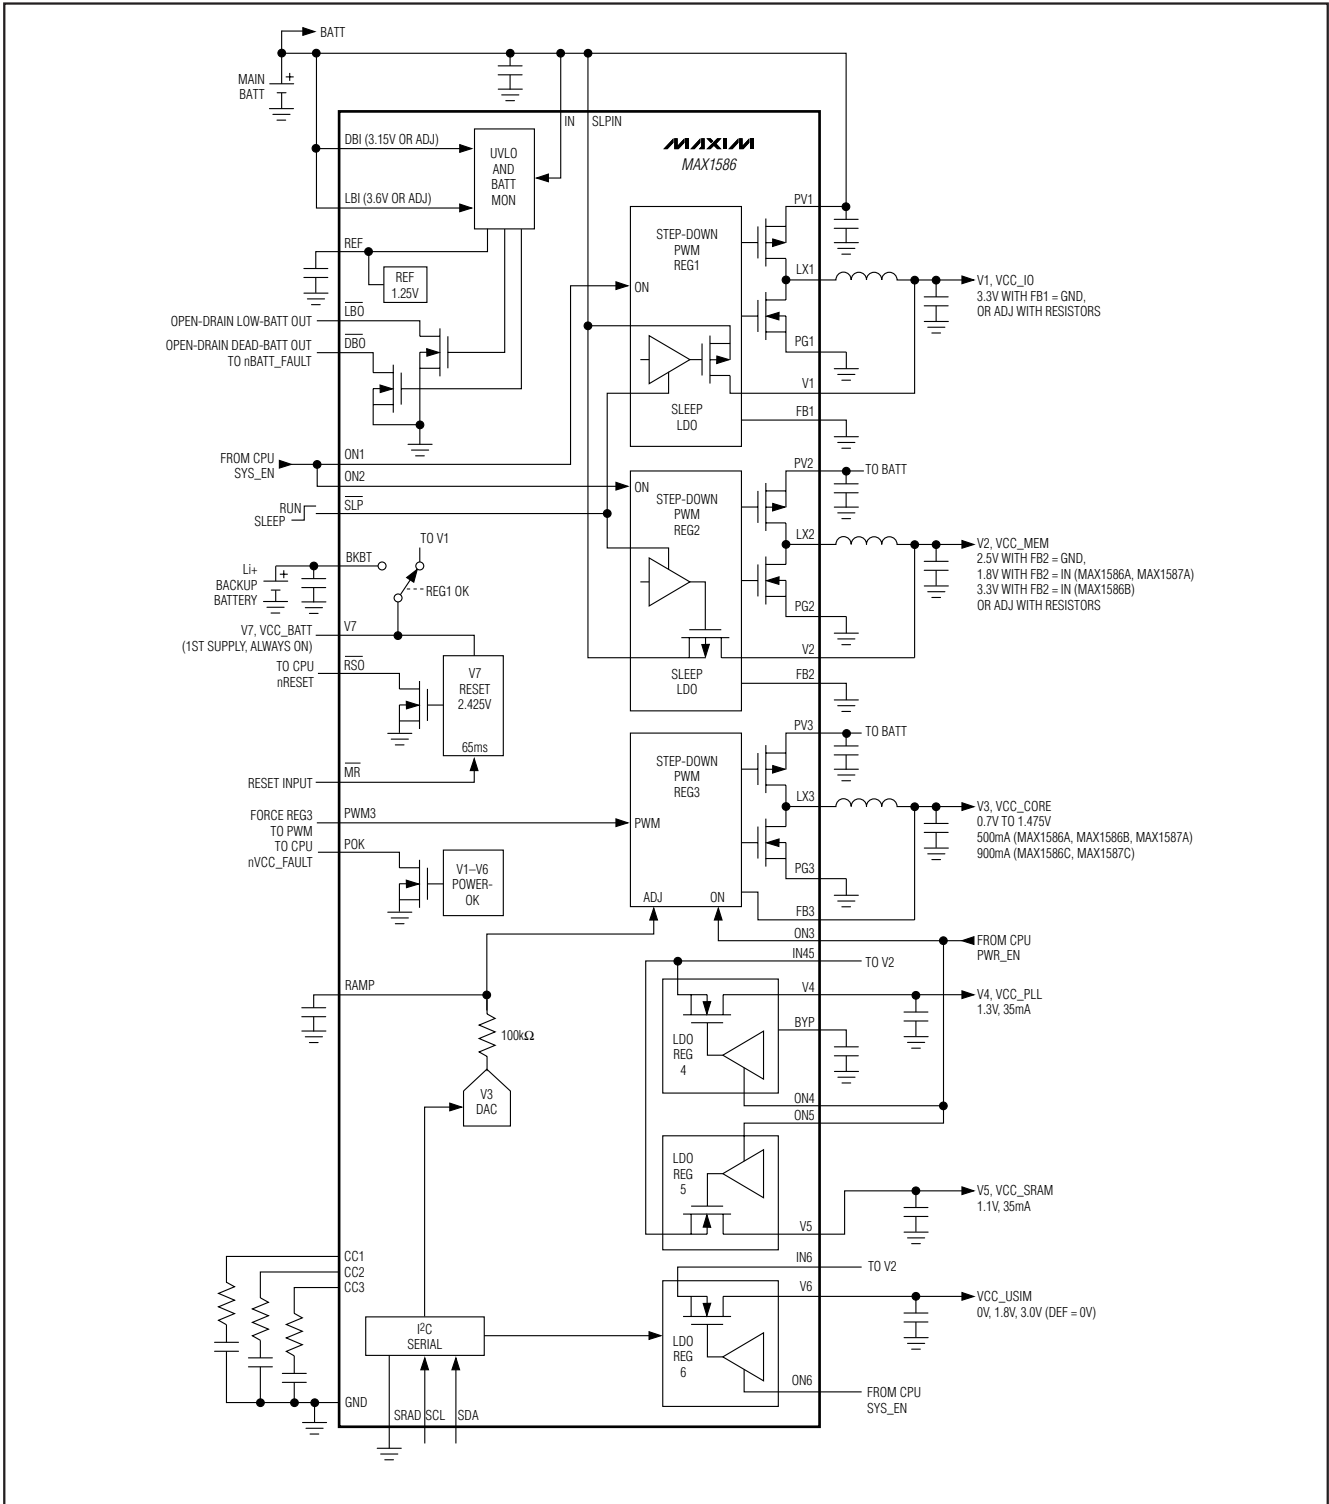 BATT
MAIN
BATT
IN
SLPIN
DBI (3.15V OR ADJ)
LBI (3.6V OR ADJ)
UVLO
AND
BATT
MON
MAXIM
MAX1586
REF
REF
1.25V
OPEN-DRAIN LOW-BATT OUT
LBO
OPEN-DRAIN DEAD-BATT OUT
TO nBATT_FAULT
DBO
STEP-DOWN
PWM
REG1
ON
SLEEP
LDO
PV1
LX1
PG1
V1
FB1
V1, VCC_IO
3.3V WITH FB1 = GND,
OR ADJ WITH RESISTORS
FROM CPU
SYS_EN
ON1
ON2
RUN
SLEEP
SLP
STEP-DOWN
PWM
REG2
ON
SLEEP
LDO
PV2
TO BATT
LX2
PG2
V2
FB2
V2, VCC_MEM
2.5V WITH FB2 = GND,
1.8V WITH FB2 = IN (MAX1586A, MAX1587A)
3.3V WITH FB2 = IN (MAX1586B)
OR ADJ WITH RESISTORS
Li+
BACKUP
BATTERY
BKBT
TO V1
REG1 OK
V7, VCC_BATT
(1ST SUPPLY, ALWAYS ON)
V7
TO CPU
nRESET
RSO
V7
RESET
2.425V
65ms
RESET INPUT
MR
FORCE REG3
TO PWM
PWM3
TO CPU
nVCC_FAULT
POK
V1–V6
POWER-
OK
STEP-DOWN
PWM
REG3
PWM
ADJ
ON
PV3
TO BATT
LX3
PG3
FB3
V3, VCC_CORE
0.7V TO 1.475V
500mA (MAX1586A, MAX1586B, MAX1587A)
900mA (MAX1586C, MAX1587C)
ON3
FROM CPU
PWR_EN
IN45
TO V2
RAMP
100kΩ
V3
DAC
LDO
REG
4
V4
BYP
ON4
V4, VCC_PLL
1.3V, 35mA
ON5
LDO
REG
5
V5
V5, VCC_SRAM
1.1V, 35mA
IN6
TO V2
V6
VCC_USIM
0V, 1.8V, 3.0V (DEF = 0V)
LDO
REG
6
ON6
FROM CPU
SYS_EN
CC1
CC2
CC3
I²C
SERIAL
GND
SRAD
SCL
SDA